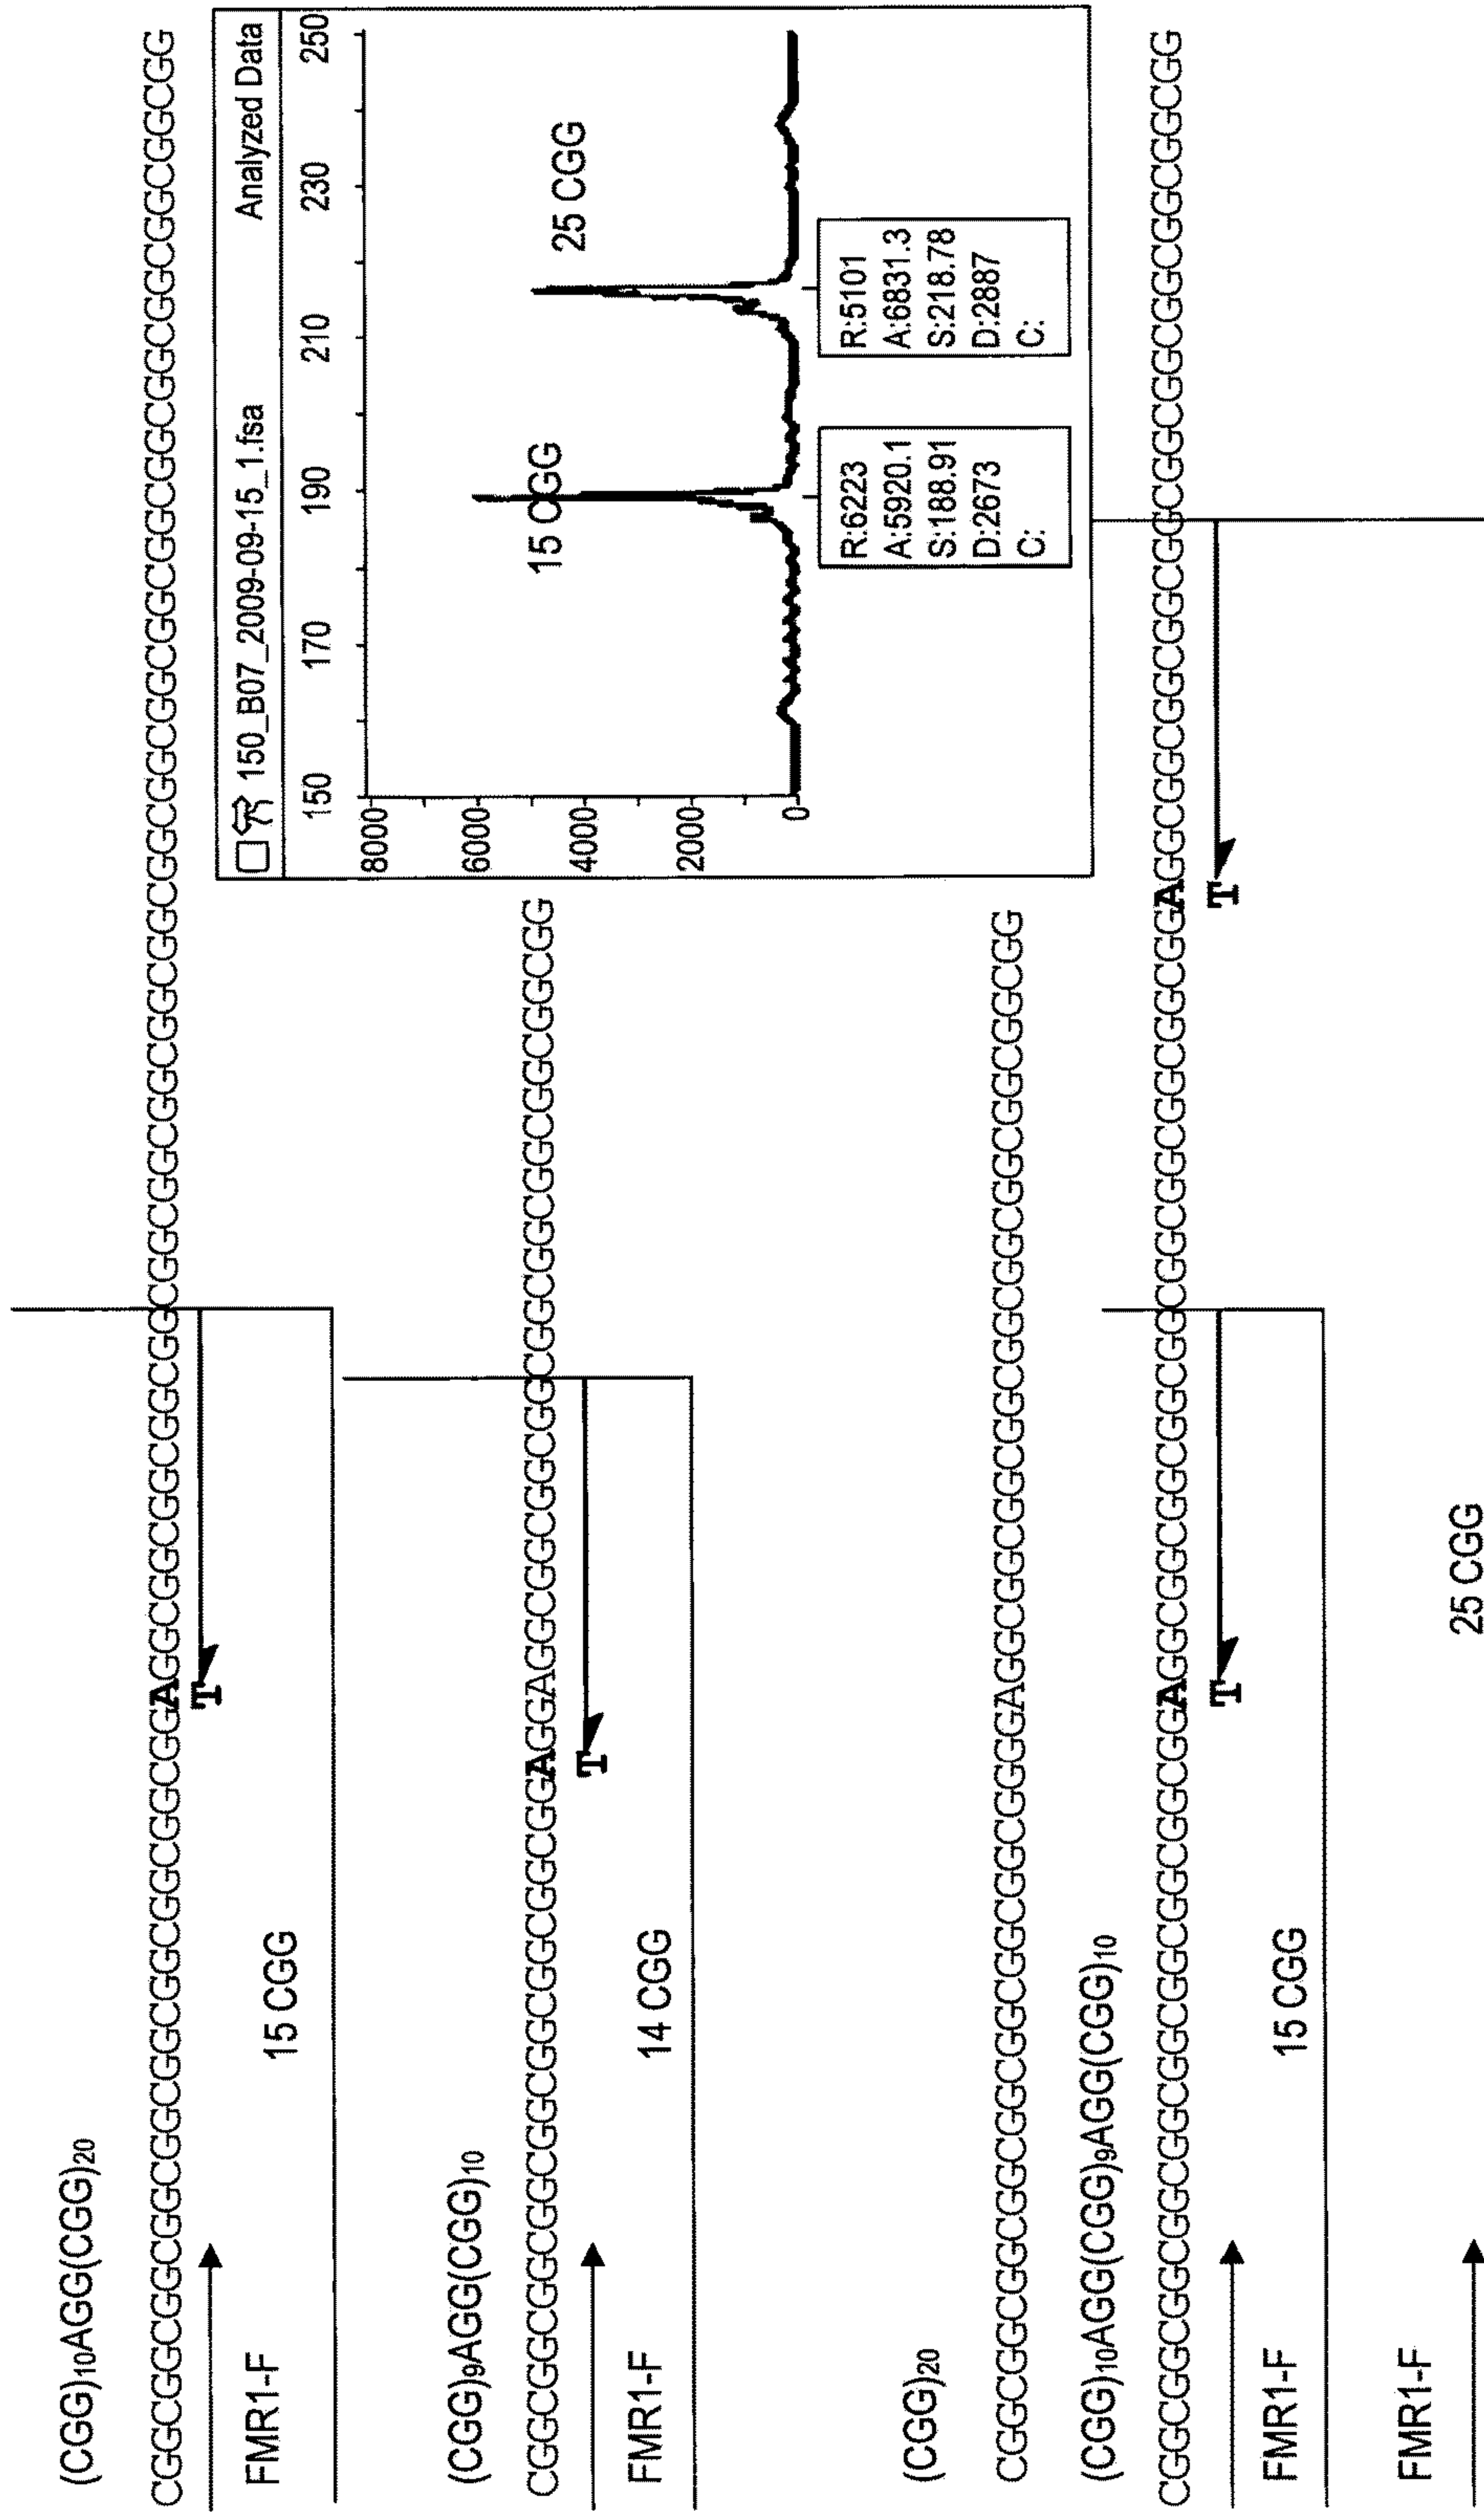 (CGG)₁₀AGG(CGG)₂₀
CGGCGGCGGCGGCGGCGGCGGCGGCGGCGGAGGCGGCGGCGGCGGCGGCGGCGGCGGCGGCGGCGGCGGCGGCGGCGGCGGCGGCGGCGGCGG
T
FMR1-F
15 CGG
(CGG)₉AGG(CGG)₁₀
CGGCGGCGGCGGCGGCGGCGGCGGCGGAGGAGGCGGCGGCGGCGGCGGCGGCGGCGGCGG
T
FMR1-F
14 CGG
150_B07_2009-09-15_1.fsa
Analyzed Data
150 170 190 210 230 250
8000
6000
4000
2000
0
15 CGG
25 CGG
R:6223
A:5920.1
S:188.91
D:2673
C:
R:5101
A:6831.3
S:218.78
D:2887
C:
(CGG)₂₀
(CGG)₁₀AGG(CGG)₉AGG(CGG)₁₀
CGGCGGCGGCGGCGGCGGCGGCGGCGGCGGAGGCGGCGGCGGCGGCGGCGGCGGCGGCGGAGGCGGCGGCGGCGGCGGCGGCGGCGGCGGCGG
T
T
FMR1-F
15 CGG
FMR1-F
25 CGG